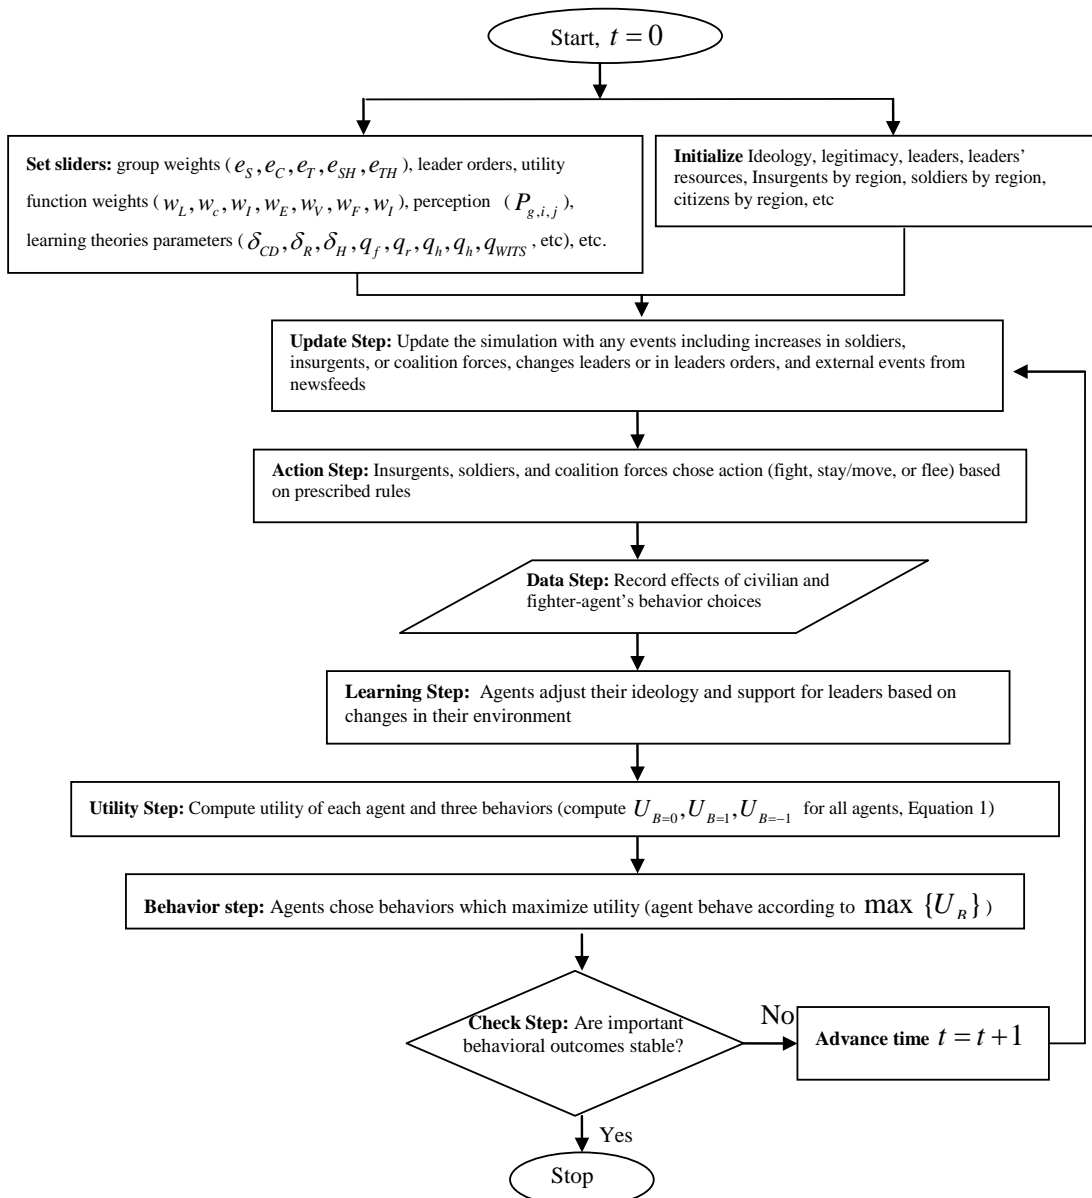 Start, t = 0
Set sliders: group weights ( e_S , e_C , e_T , e_SH , e_TH ), leader orders, utility
function weights ( w_L , w_c , w_I , w_E , w_V , w_F , w_I ), perception ( P_g,i,j ),
learning theories parameters ( δ_CD , δ_R , δ_H , q_f , q_r , q_h , q_h , q_WITS , etc), etc.
Initialize Ideology, legitimacy, leaders, leaders’
resources, Insurgents by region, soldiers by region,
citizens by region, etc
Update Step: Update the simulation with any events including increases in soldiers,
insurgents, or coalition forces, changes leaders or in leaders orders, and external events from
newsfeeds
Action Step: Insurgents, soldiers, and coalition forces chose action (fight, stay/move, or flee) based
on prescribed rules
Data Step: Record effects of civilian and
fighter-agent’s behavior choices
Learning Step: Agents adjust their ideology and support for leaders based on
changes in their environment
Utility Step: Compute utility of each agent and three behaviors (compute U_B=0 , U_B=1 , U_B=−1 for all agents, Equation 1)
Behavior step: Agents chose behaviors which maximize utility (agent behave according to max {U_B} )
Check Step: Are important
behavioral outcomes stable?
No
Advance time t = t + 1
Yes
Stop